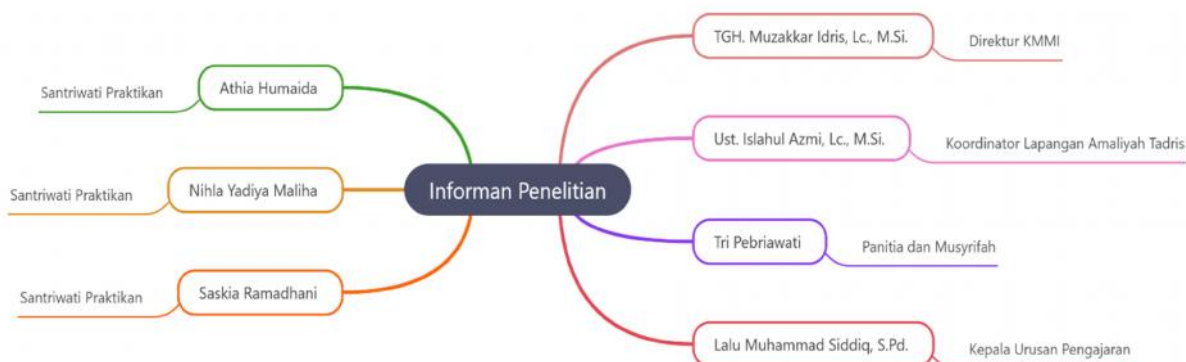 Informan Penelitian
TGH. Muzakkar Idris, Lc., M.Si.
Direktur KMMI
Ust. Islahul Azmi, Lc., M.Si.
Koordinator Lapangan Amaliyah Tadris
Tri Pebriawati
Panitia dan Musyrifah
Lalu Muhammad Siddiq, S.Pd.
Kepala Urusan Pengajaran
Athia Humaida
Santriwati Praktikan
Nihla Yadiya Maliha
Santriwati Praktikan
Saskia Ramadhani
Santriwati Praktikan